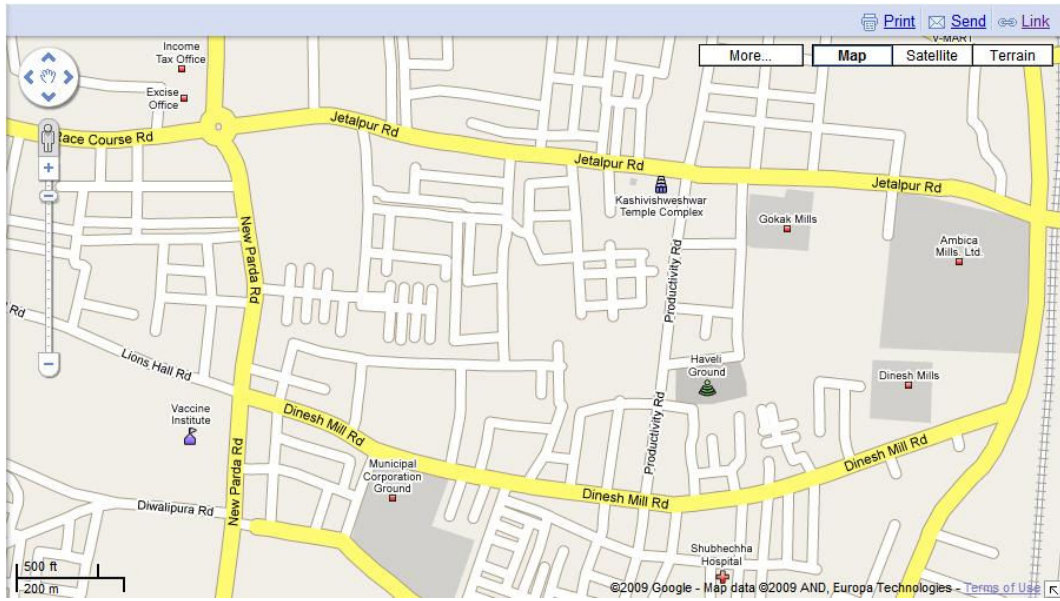 Print Send Link
V-MART
More... Map Satellite Terrain
Income
Tax Office
Excise
Office
Race Course Rd
Jetalpur Rd
Jetalpur Rd
Jetalpur Rd
Kashivishweshwar
Temple Complex
Gokak Mills
Ambica
Mills. Ltd.
New Parda Rd
Productivity Rd
Rd
Lions Hall Rd
Haveli
Ground
Dinesh Mills
Vaccine
Institute
Dinesh Mill Rd
Productivity Rd
Dinesh Mill Rd
New Parda Rd
Municipal
Corporation
Ground
Dinesh Mill Rd
Diwalipura Rd
Shubhechha
Hospital
500 ft
200 m
©2009 Google - Map data ©2009 AND, Europa Technologies - Terms of Use